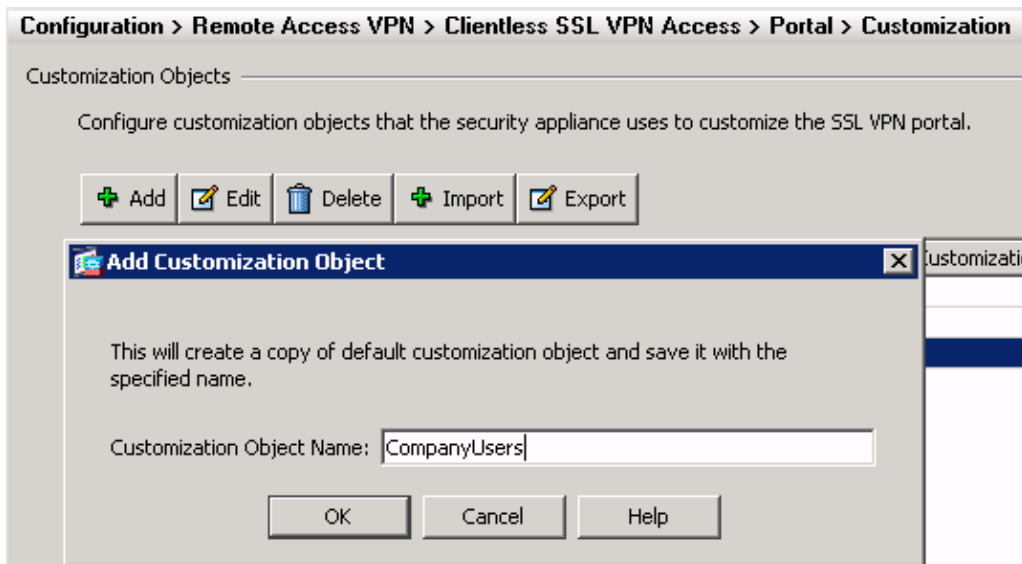 Configuration > Remote Access VPN > Clientless SSL VPN Access > Portal > Customization
Customization Objects
Configure customization objects that the security appliance uses to customize the SSL VPN portal.
Add Edit Delete Import Export
Add Customization Object
ustomizati
This will create a copy of default customization object and save it with the
specified name.
Customization Object Name: CompanyUsers
OK Cancel Help